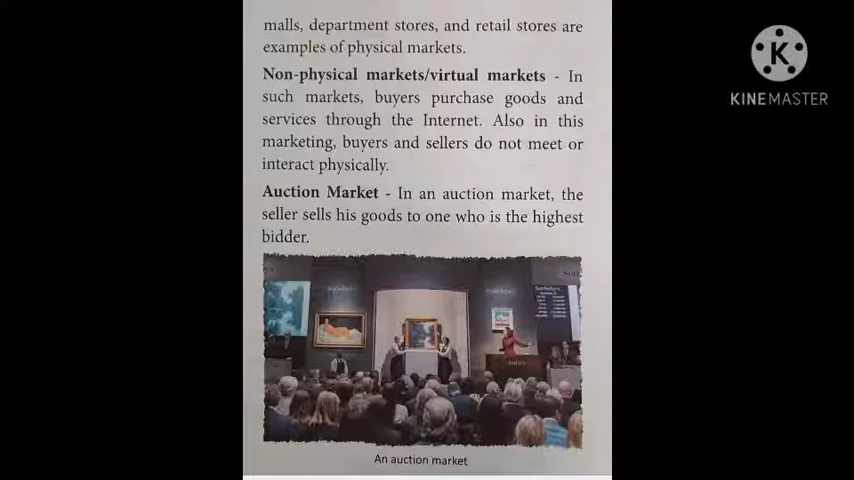 malls, department stores, and retail stores are
examples of physical markets.
Non-physical markets/virtual markets - In
such markets, buyers purchase goods and
services through the Internet. Also in this
marketing, buyers and sellers do not meet or
interact physically.
Auction Market - In an auction market, the
seller sells his goods to one who is the highest
bidder.
An auction market
K
KINEMASTER